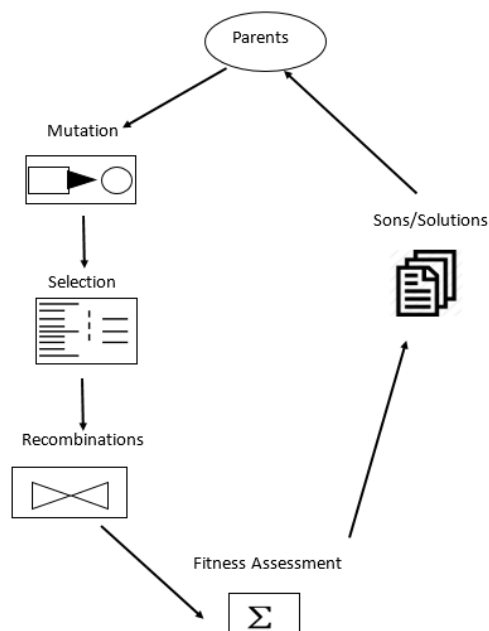 Parents
Mutation
Sons/Solutions
Selection
Recombinations
Fitness Assessment
Σ